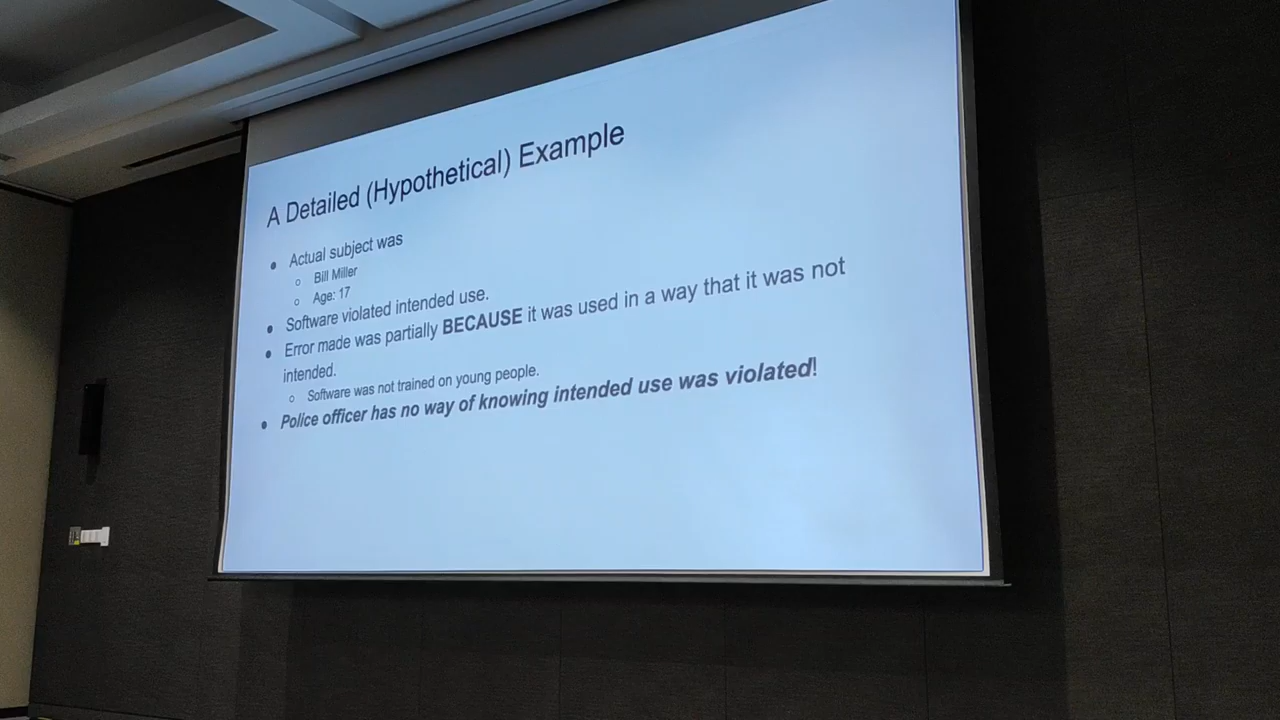 A Detailed (Hypothetical) Example
● Actual subject was
○ Bill Miller
○ Age: 17
● Software violated intended use.
● Error made was partially BECAUSE it was used in a way that it was not
intended.
○ Software was not trained on young people.
● Police officer has no way of knowing intended use was violated!